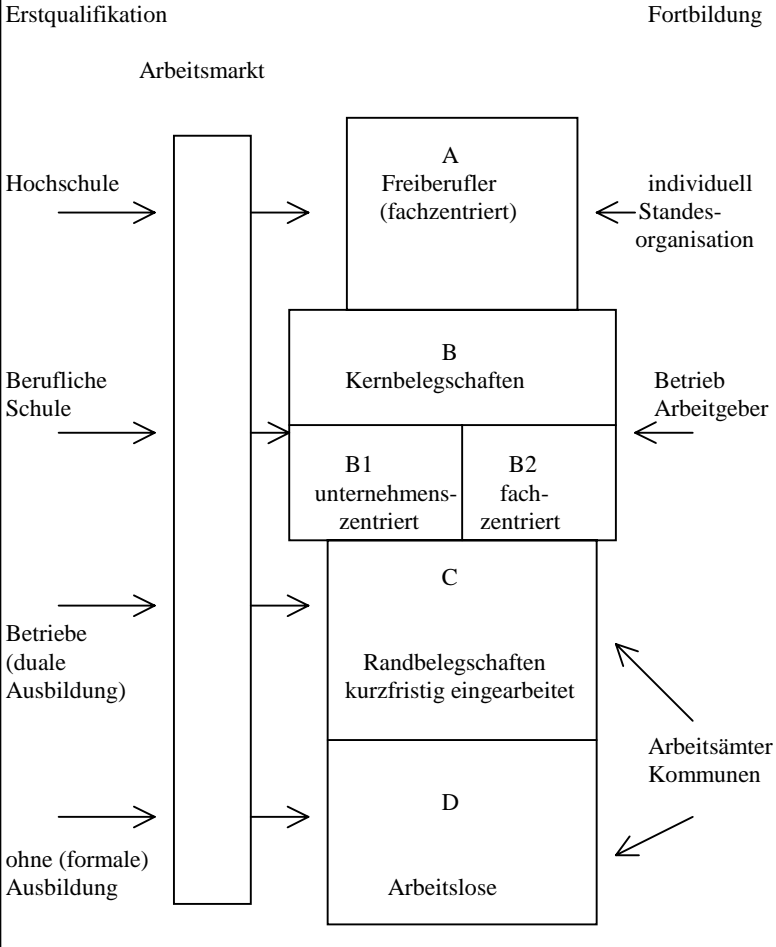 Erstqualifikation
Fortbildung
Arbeitsmarkt
Hochschule
A
Freiberufler
(fachzentriert)
individuell
Standes-
organisation
Berufliche
Schule
B
Kernbelegschaften
Betrieb
Arbeitgeber
B1
unternehmens-
zentriert
B2
fach-
zentriert
Betriebe
(duale
Ausbildung)
C
Randbelegschaften
kurzfristig eingearbeitet
Arbeitsämter
Kommunen
ohne (formale)
Ausbildung
D
Arbeitslose